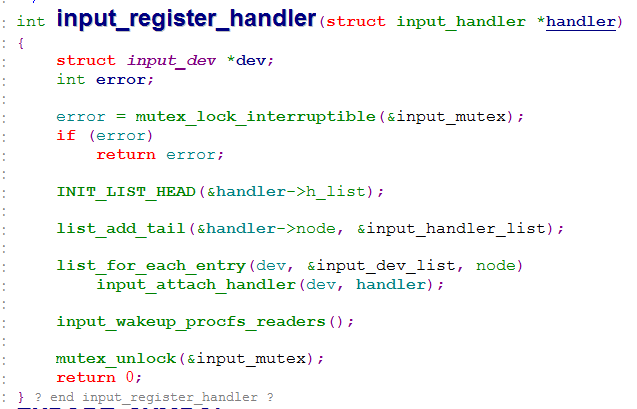 int input_register_handler(struct input_handler *handler)
{
struct input_dev *dev;
int error;
error = mutex_lock_interruptible(&input_mutex);
if (error)
return error;
INIT_LIST_HEAD(&handler->h_list);
list_add_tail(&handler->node, &input_handler_list);
list_for_each_entry(dev, &input_dev_list, node)
input_attach_handler(dev, handler);
input_wakeup_procfs_readers();
mutex_unlock(&input_mutex);
return 0;
} ? end input_register_handler ?